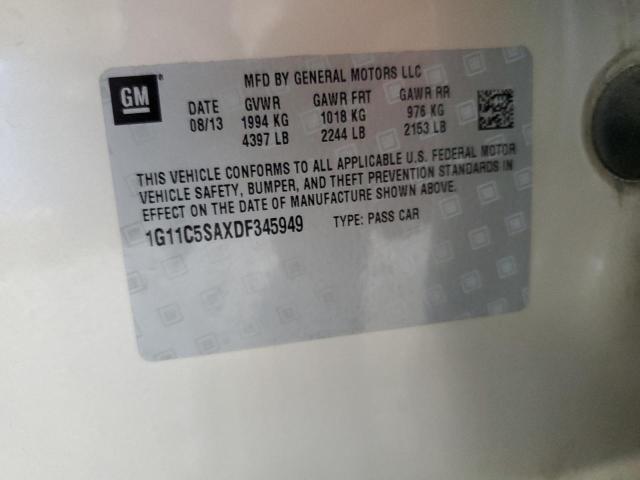 GM
MFD BY GENERAL MOTORS LLC
DATE GVWR GAWR FRT GAWR RR
08/13 1994 KG 1018 KG 976 KG
4397 LB 2244 LB 2153 LB
THIS VEHICLE CONFORMS TO ALL APPLICABLE U.S. FEDERAL MOTOR
VEHICLE SAFETY, BUMPER, AND THEFT PREVENTION STANDARDS IN
EFFECT ON THE DATE OF MANUFACTURE SHOWN ABOVE.
1G11C5SAXDF345949 TYPE: PASS CAR